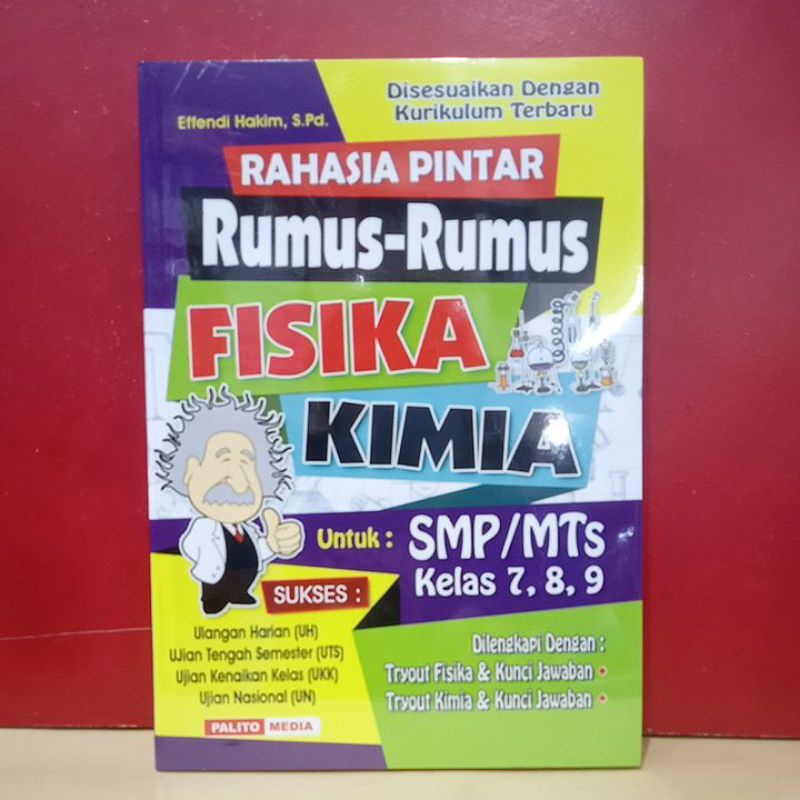 Disesuaikan Dengan
Kurikulum Terbaru
Effendi Hakim, S.Pd.
RAHASIA PINTAR
Rumus-Rumus
FISIKA
KIMIA
Untuk : SMP/MTs
Kelas 7, 8, 9
SUKSES :
Ulangan Harian (UH)
Ujian Tengah Semester (UTS)
Ujian Kenaikan Kelas (UKK)
Ujian Nasional (UN)
Dilengkapi Dengan :
Tryout Fisika & Kunci Jawaban
Tryout Kimia & Kunci Jawaban
PALITO MEDIA